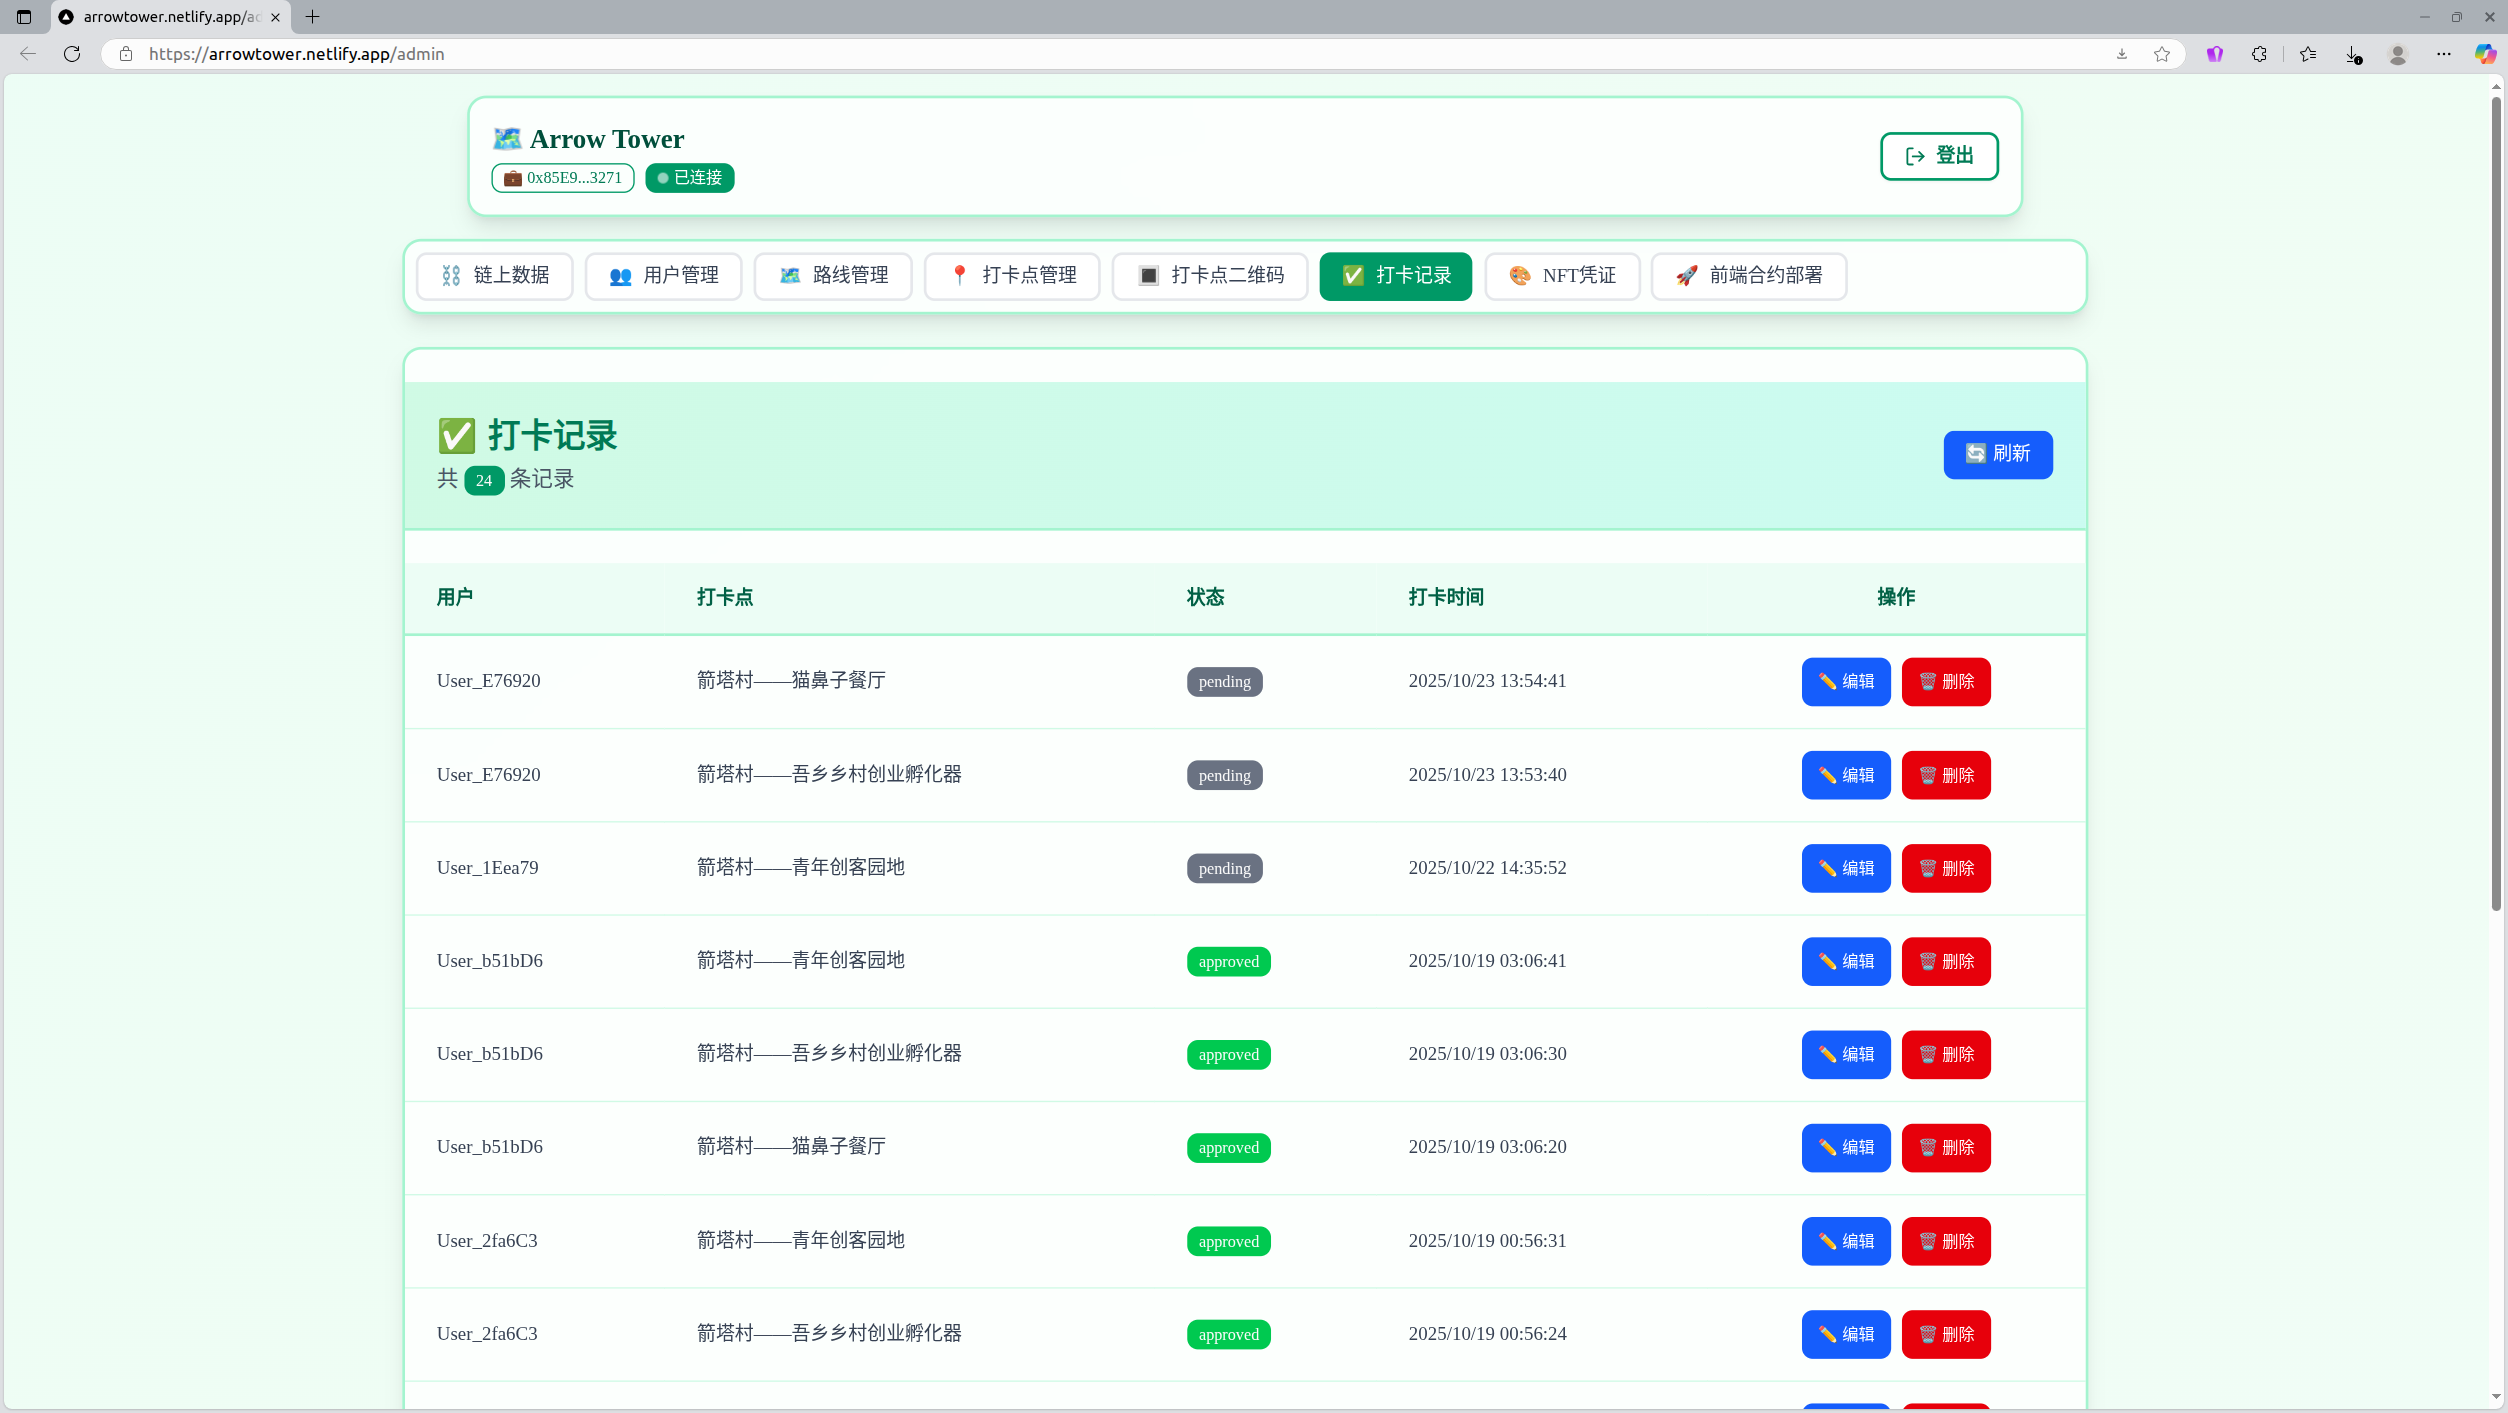 arrowtower.netlify.app/ad
https://arrowtower.netlify.app/admin
Arrow Tower
0x85E9...3271 已连接
登出
链上数据 用户管理 路线管理 打卡点管理 打卡点二维码 打卡记录 NFT凭证 前端合约部署
打卡记录
共 24 条记录
刷新
用户 打卡点 状态 打卡时间 操作
User_E76920 箭塔村——猫鼻子餐厅 pending 2025/10/23 13:54:41 编辑 删除
User_E76920 箭塔村——吾乡乡村创业孵化器 pending 2025/10/23 13:53:40 编辑 删除
User_1Eea79 箭塔村——青年创客园地 pending 2025/10/22 14:35:52 编辑 删除
User_b51bD6 箭塔村——青年创客园地 approved 2025/10/19 03:06:41 编辑 删除
User_b51bD6 箭塔村——吾乡乡村创业孵化器 approved 2025/10/19 03:06:30 编辑 删除
User_b51bD6 箭塔村——猫鼻子餐厅 approved 2025/10/19 03:06:20 编辑 删除
User_2fa6C3 箭塔村——青年创客园地 approved 2025/10/19 00:56:31 编辑 删除
User_2fa6C3 箭塔村——吾乡乡村创业孵化器 approved 2025/10/19 00:56:24 编辑 删除